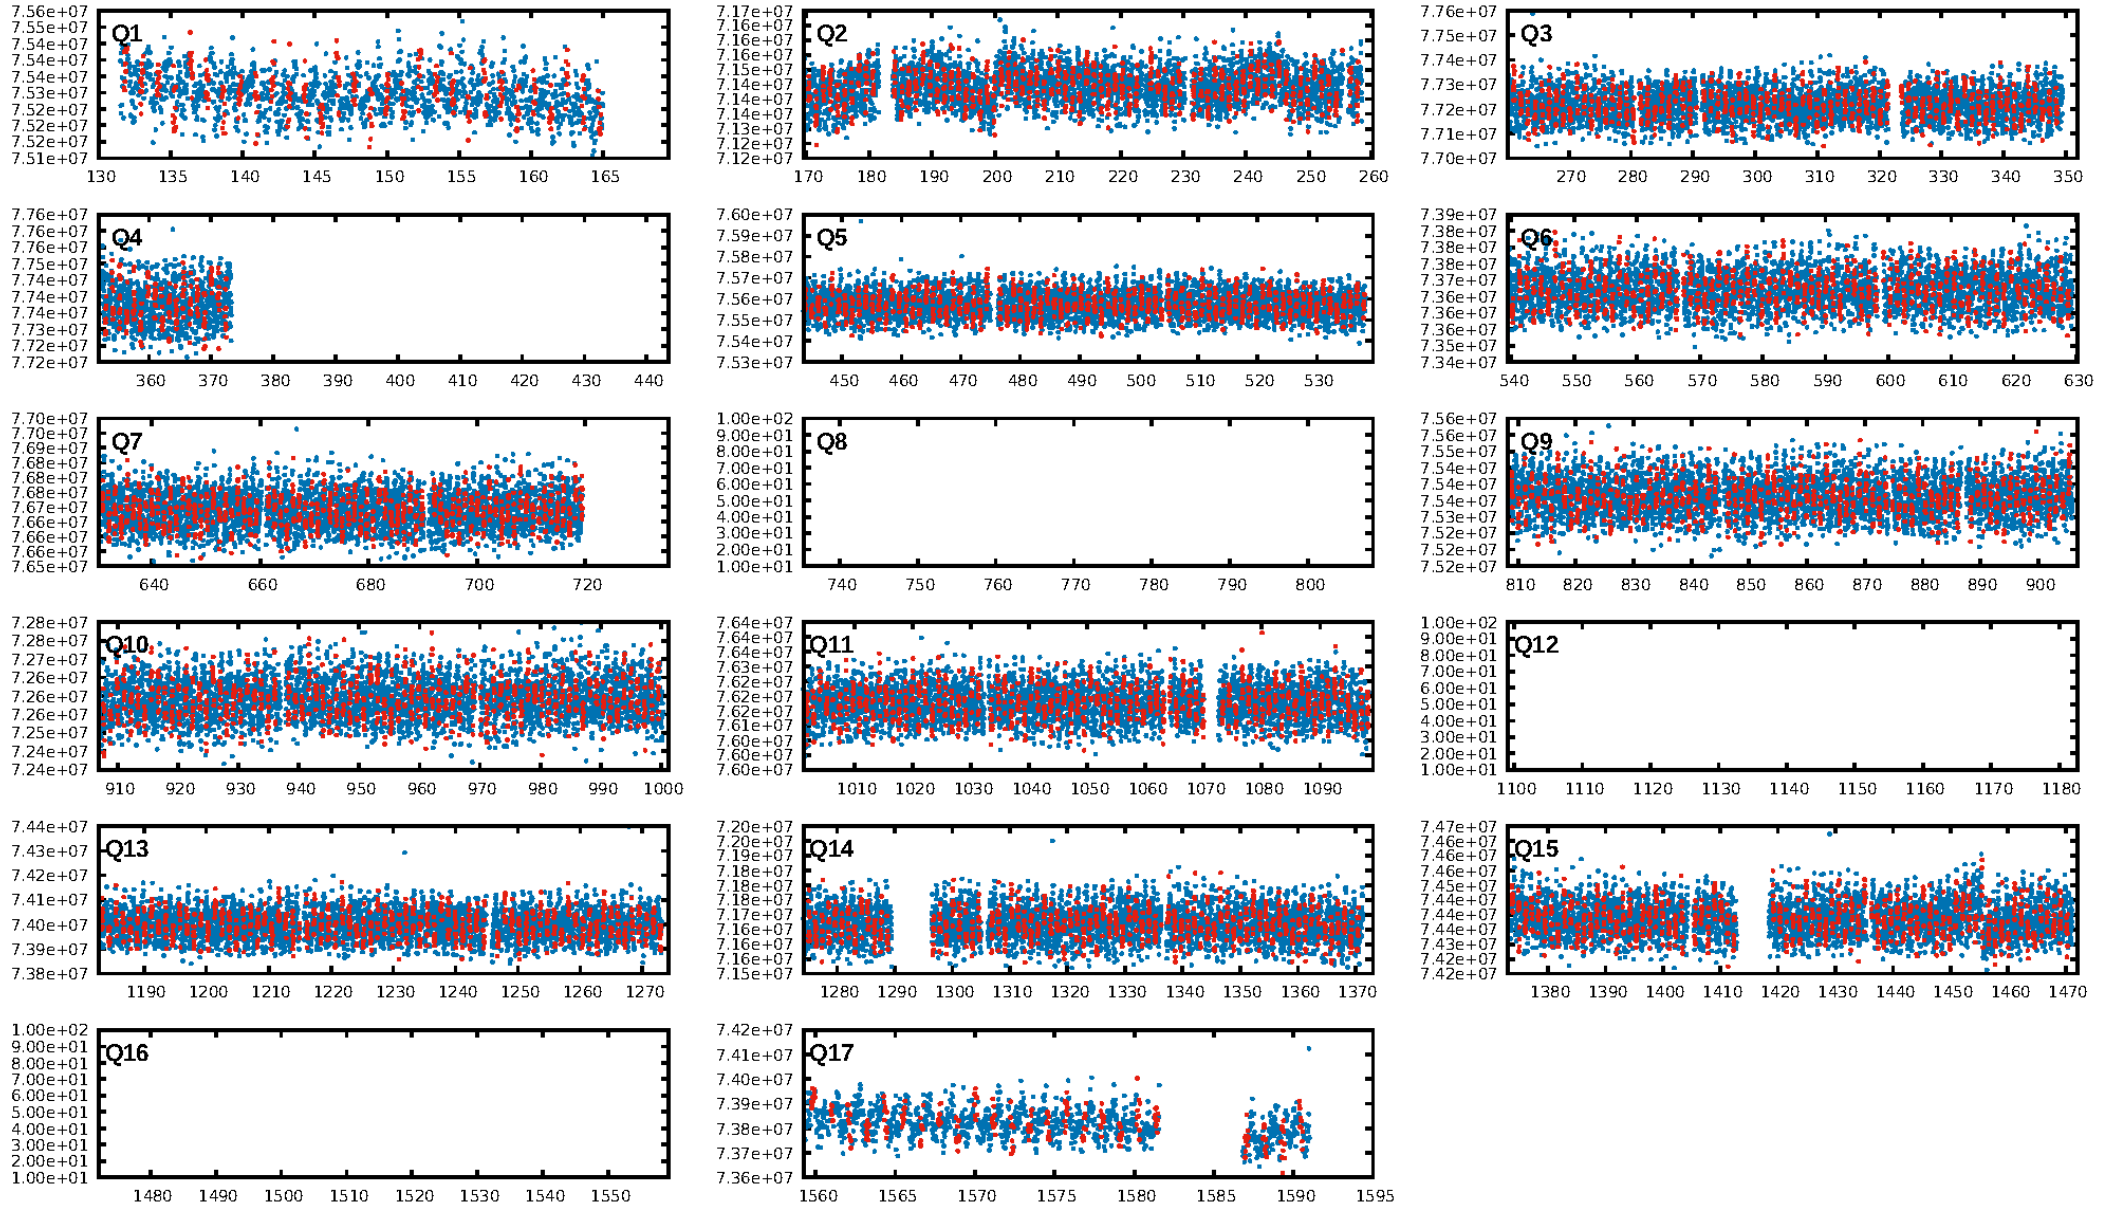 7.56e+07
7.55e+07
7.54e+07
7.54e+07
7.53e+07
7.53e+07
7.52e+07
7.52e+07
7.52e+07
7.51e+07
Q1
130 135 140 145 150 155 160 165
7.17e+07
7.16e+07
7.16e+07
7.15e+07
7.15e+07
7.14e+07
7.14e+07
7.14e+07
7.13e+07
7.13e+07
7.12e+07
Q2
170 180 190 200 210 220 230 240 250 260
7.76e+07
7.75e+07
7.73e+07
7.72e+07
7.71e+07
7.70e+07
Q3
270 280 290 300 310 320 330 340 350
7.76e+07
7.76e+07
7.76e+07
7.75e+07
7.74e+07
7.74e+07
7.74e+07
7.73e+07
7.72e+07
7.72e+07
Q4
360 370 380 390 400 410 420 430 440
7.60e+07
7.59e+07
7.58e+07
7.57e+07
7.56e+07
7.55e+07
7.54e+07
7.53e+07
Q5
450 460 470 480 490 500 510 520 530
7.39e+07
7.38e+07
7.38e+07
7.38e+07
7.37e+07
7.36e+07
7.36e+07
7.36e+07
7.35e+07
7.34e+07
Q6
540 550 560 570 580 590 600 610 620 630
7.70e+07
7.70e+07
7.69e+07
7.68e+07
7.68e+07
7.68e+07
7.67e+07
7.66e+07
7.66e+07
7.66e+07
7.65e+07
Q7
640 660 680 700 720
1.00e+02
9.00e+01
8.00e+01
7.00e+01
6.00e+01
5.00e+01
4.00e+01
3.00e+01
2.00e+01
1.00e+01
Q8
740 750 760 770 780 790 800
7.56e+07
7.56e+07
7.55e+07
7.54e+07
7.54e+07
7.53e+07
7.53e+07
7.52e+07
7.52e+07
Q9
810 820 830 840 850 860 870 880 890 900
7.28e+07
7.28e+07
7.27e+07
7.26e+07
7.26e+07
7.26e+07
7.25e+07
7.24e+07
7.24e+07
Q10
910 920 930 940 950 960 970 980 990 1000
7.64e+07
7.64e+07
7.64e+07
7.63e+07
7.62e+07
7.62e+07
7.62e+07
7.61e+07
7.60e+07
7.60e+07
7.60e+07
Q11
1010 1020 1030 1040 1050 1060 1070 1080 1090
1.00e+02
9.00e+01
8.00e+01
7.00e+01
6.00e+01
5.00e+01
4.00e+01
3.00e+01
2.00e+01
1.00e+01
Q12
1100 1110 1120 1130 1140 1150 1160 1170 1180
7.44e+07
7.43e+07
7.42e+07
7.41e+07
7.40e+07
7.39e+07
7.38e+07
Q13
1190 1200 1210 1220 1230 1240 1250 1260 1270
7.20e+07
7.20e+07
7.19e+07
7.18e+07
7.18e+07
7.18e+07
7.17e+07
7.16e+07
7.16e+07
7.16e+07
7.15e+07
Q14
1280 1290 1300 1310 1320 1330 1340 1350 1360 1370
7.47e+07
7.46e+07
7.46e+07
7.46e+07
7.45e+07
7.44e+07
7.44e+07
7.44e+07
7.43e+07
7.42e+07
7.42e+07
Q15
1380 1390 1400 1410 1420 1430 1440 1450 1460 1470
1.00e+02
9.00e+01
8.00e+01
7.00e+01
6.00e+01
5.00e+01
4.00e+01
3.00e+01
2.00e+01
1.00e+01
Q16
1480 1490 1500 1510 1520 1530 1540 1550
7.42e+07
7.41e+07
7.40e+07
7.39e+07
7.38e+07
7.37e+07
7.36e+07
Q17
1560 1565 1570 1575 1580 1585 1590 1595